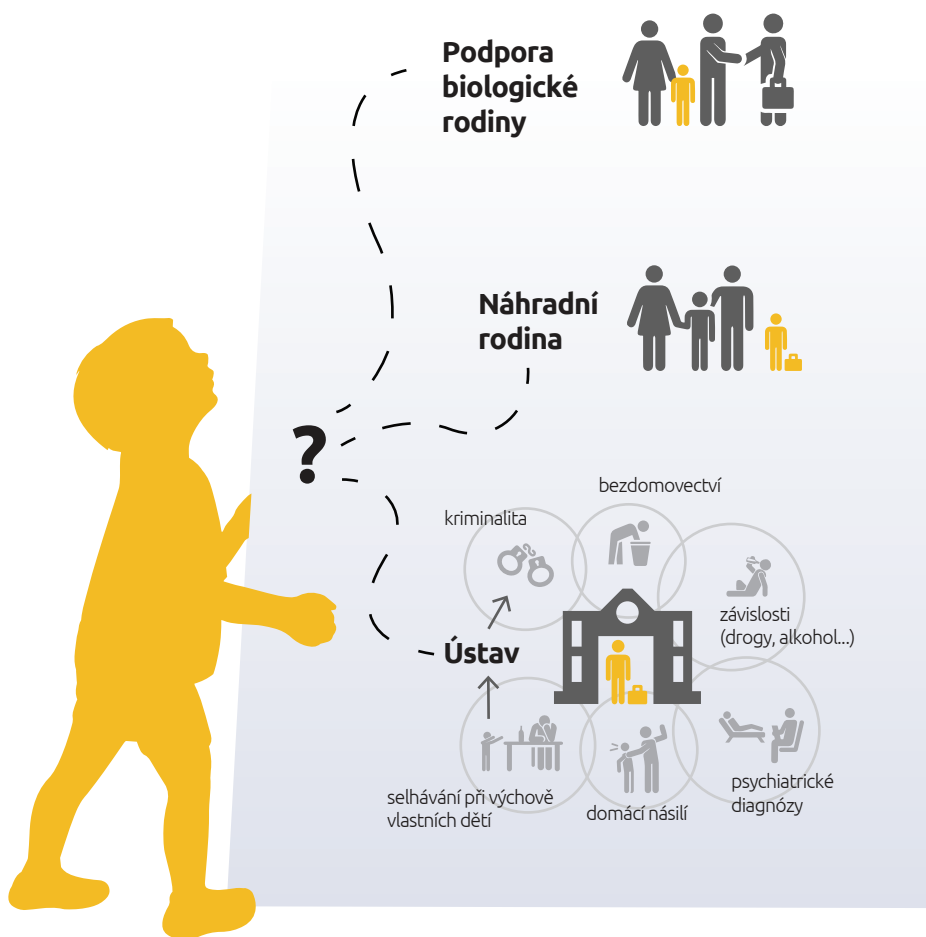 Podpora
biologické
rodiny
Náhradní
rodina
?
bezdomovectví
kriminalita
závislosti
(drogy, alkohol...)
Ústav
selhávání při výchově
vlastních dětí
domácí násilí
psychiatrické
diagnózy